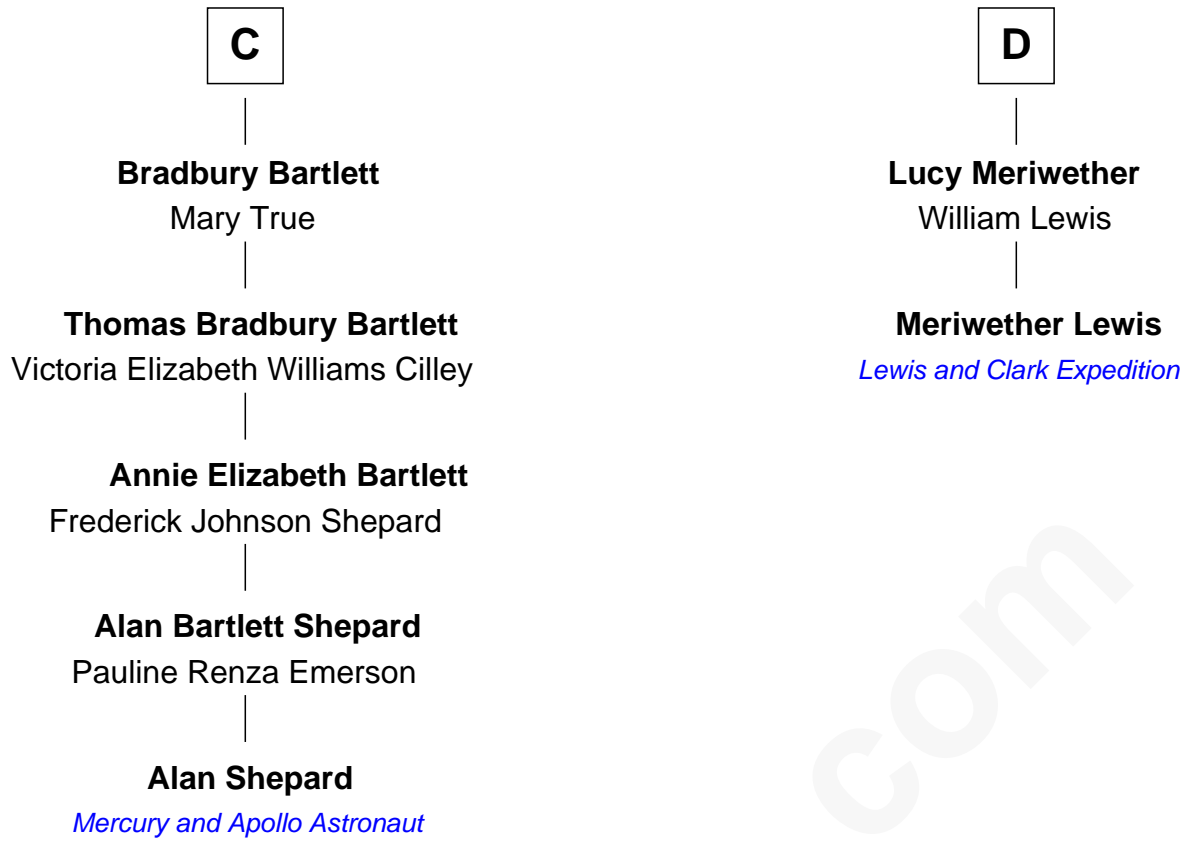 C
Bradbury Bartlett
Mary True
Thomas Bradbury Bartlett
Victoria Elizabeth Williams Cilley
Annie Elizabeth Bartlett
Frederick Johnson Shepard
Alan Bartlett Shepard
Pauline Renza Emerson
Alan Shepard
Mercury and Apollo Astronaut
D
Lucy Meriwether
William Lewis
Meriwether Lewis
Lewis and Clark Expedition
com